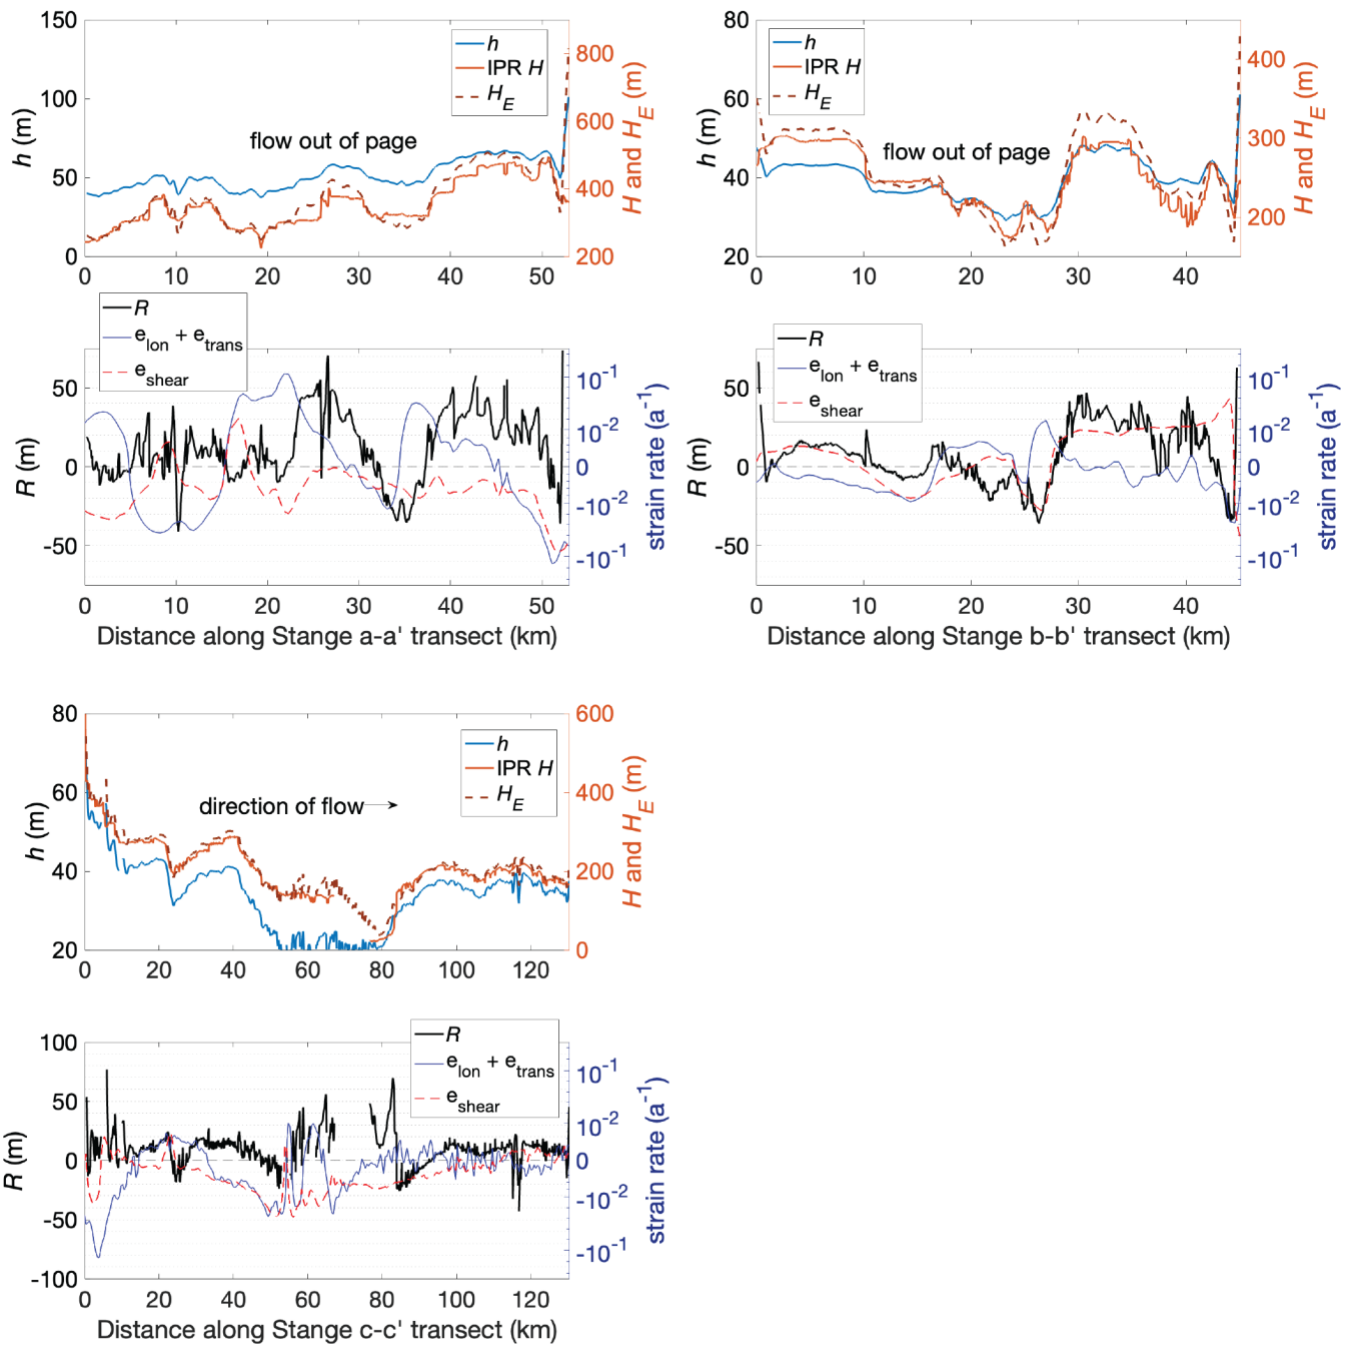 150
100
50
0
h (m)
h
IPR H
H_E
flow out of page
800
600
400
200
H and H_E (m)
0 10 20 30 40 50
80
60
40
20
h (m)
h
IPR H
H_E
flow out of page
400
300
200
H and H_E (m)
0 10 20 30 40
R
e_lon + e_trans
e_shear
50
0
-50
R (m)
10^-1
10^-2
0
-10^-2
-10^-1
strain rate (a^-1)
0 10 20 30 40 50
Distance along Stange a-a' transect (km)
R
e_lon + e_trans
e_shear
50
0
-50
R (m)
10^-1
10^-2
0
-10^-2
-10^-1
strain rate (a^-1)
0 10 20 30 40
Distance along Stange b-b' transect (km)
80
60
40
20
h (m)
h
IPR H
H_E
direction of flow
600
400
200
0
H and H_E (m)
0 20 40 60 80 100 120
R
e_lon + e_trans
e_shear
100
50
0
-50
-100
R (m)
10^-1
10^-2
0
-10^-2
-10^-1
strain rate (a^-1)
0 20 40 60 80 100 120
Distance along Stange c-c' transect (km)